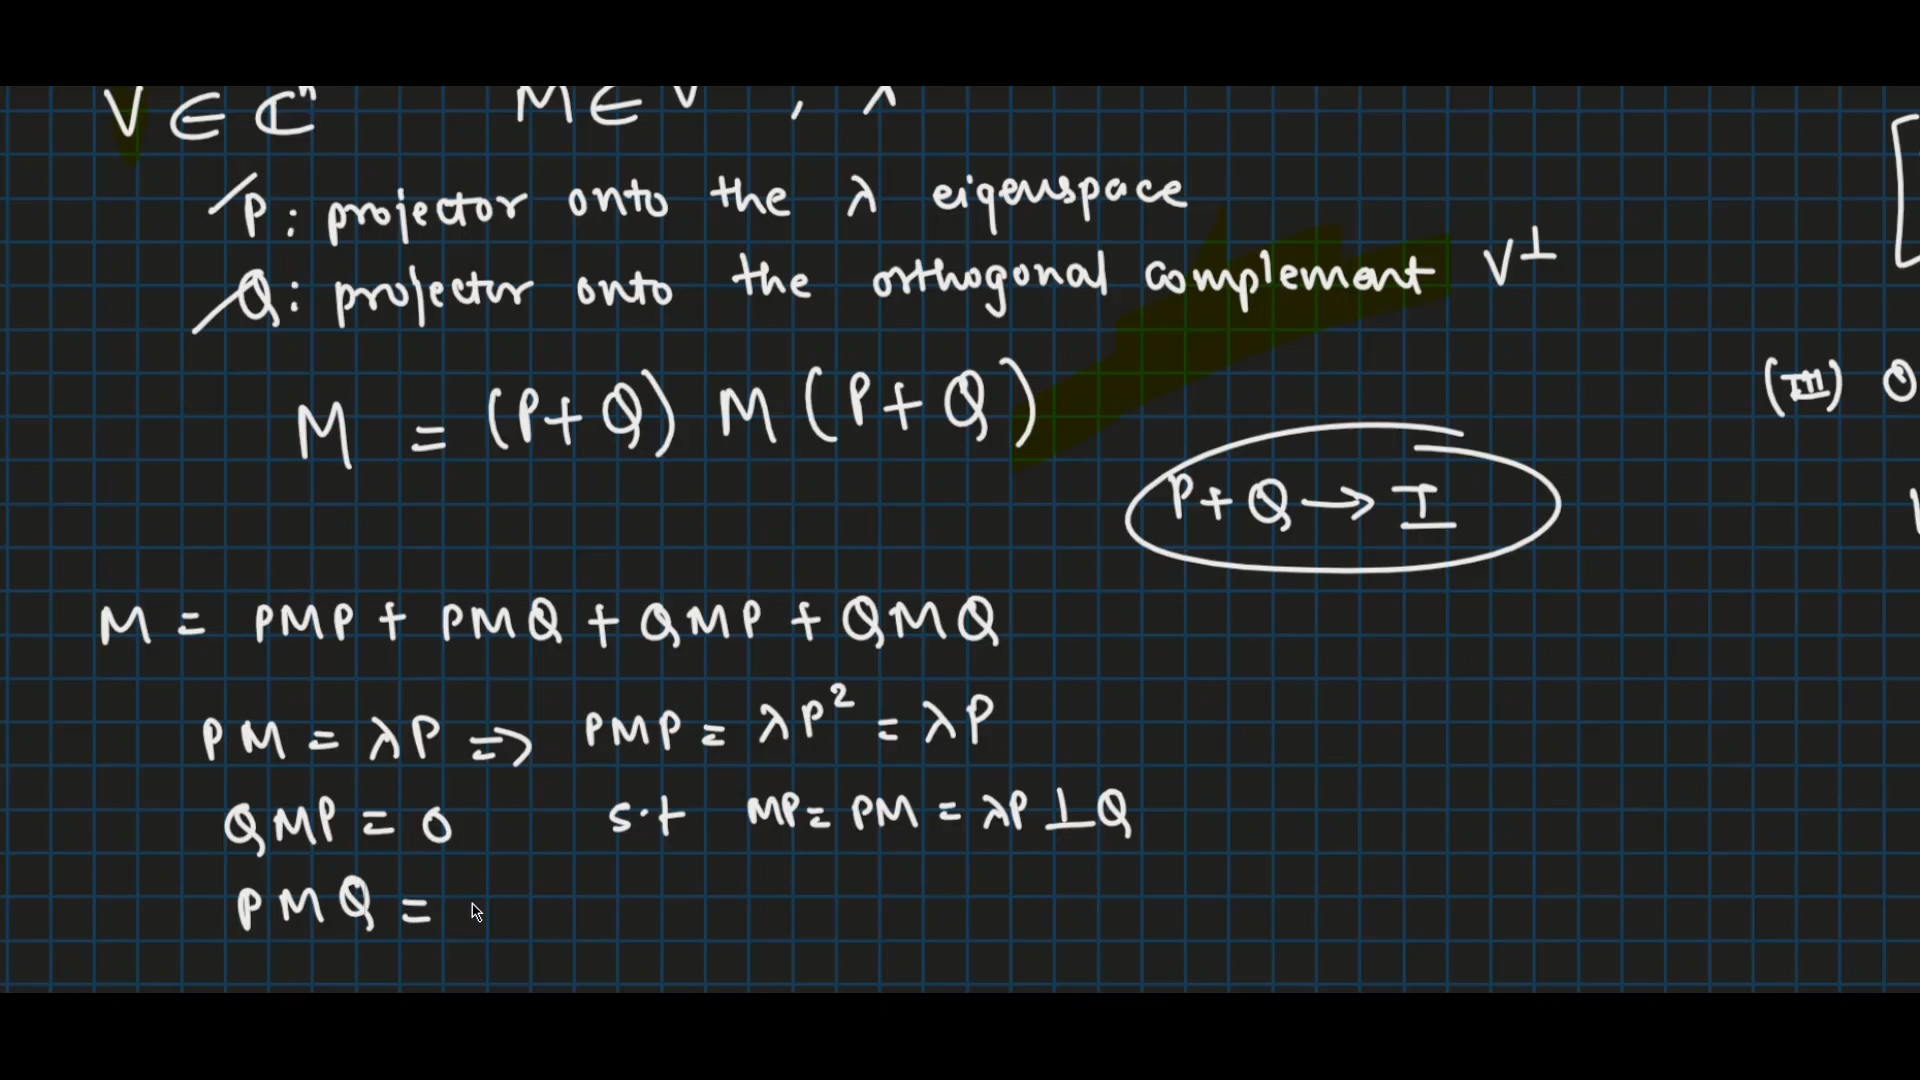 V ∈ ℂⁿ M ∈ V , λ
P: projector onto the λ eigenspace
Q: projector onto the orthogonal complement V⊥
M = (P+Q) M (P+Q)
(III)
P+Q → I
M = PMP + PMQ + QMP + QMQ
PM = λP => PMP = λP² = λP
QMP = 0 s.t MP = PM = λP ⊥ Q
PMQ =